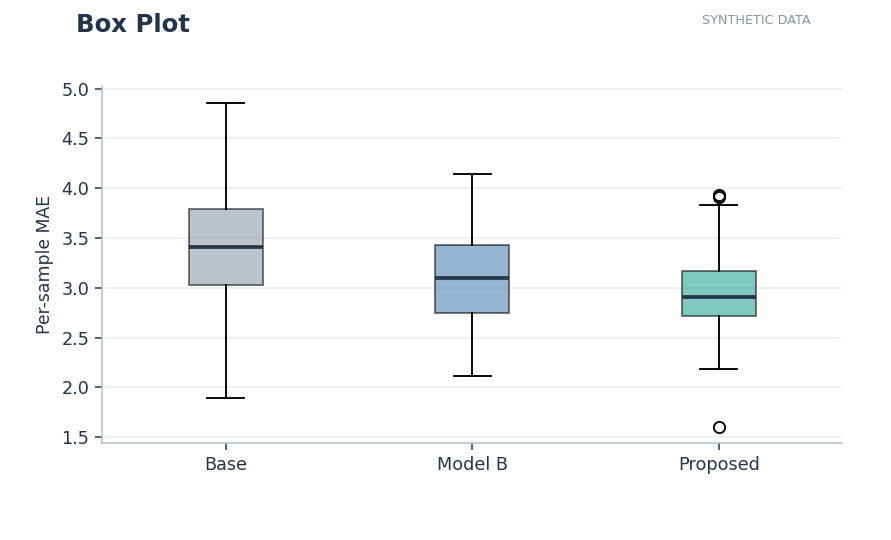 Box Plot
SYNTHETIC DATA
5.0
4.5
4.0
3.5
3.0
2.5
2.0
1.5
Per-sample MAE
Base
Model B
Proposed